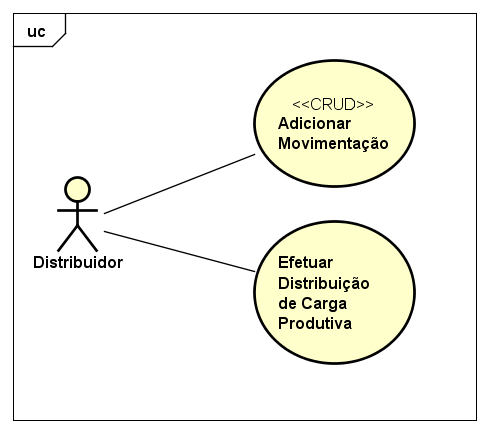 uc
<<CRUD>>
Adicionar
Movimentação
Distribuidor
Efetuar
Distribuição
de Carga
Produtiva